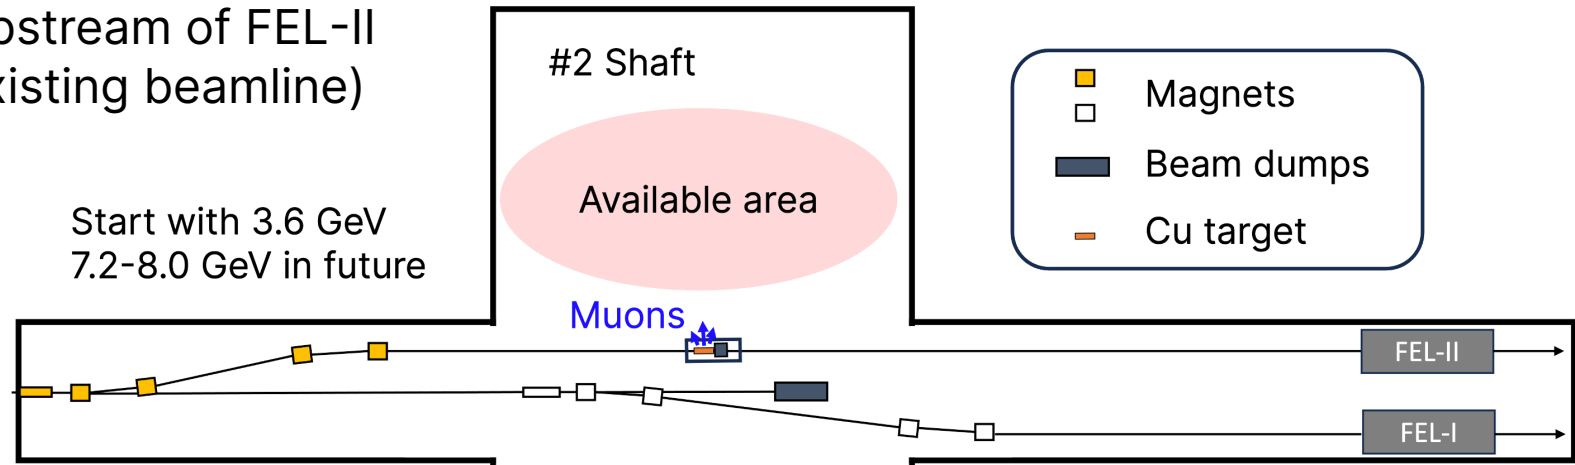 pstream of FEL-II
xisting beamline)
#2 Shaft
Available area
Start with 3.6 GeV
7.2-8.0 GeV in future
Muons
Magnets
Beam dumps
Cu target
FEL-II
FEL-I